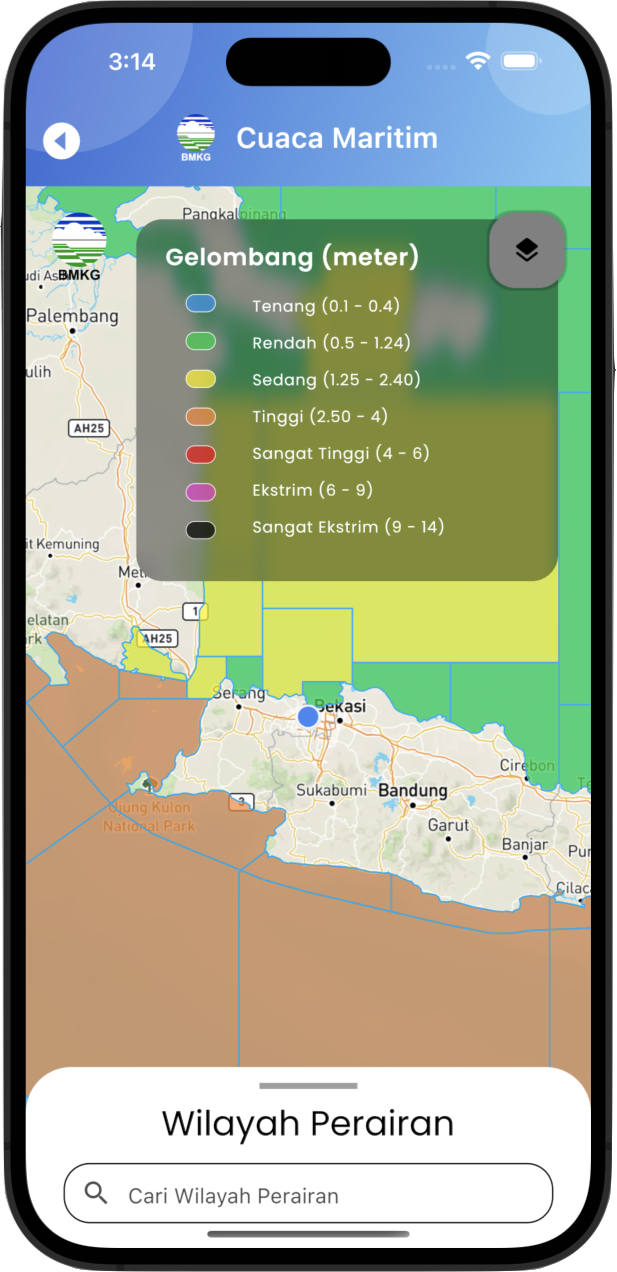 3:14
BMKG
Cuaca Maritim
Pangkalpinang
BMKG
Gelombang (meter)
Palembang
Tenang (0.1 - 0.4)
Rendah (0.5 - 1.24)
Sedang (1.25 - 2.40)
AH25
Tinggi (2.50 - 4)
Sangat Tinggi (4 - 6)
Ekstrim (6 - 9)
Sangat Ekstrim (9 - 14)
it Kemuning
Met
1
elatan
rk
AH25
Serang
Bekasi
Cirebon
Te
Sukabumi
Bandung
3
Ujung Kulon
National Park
Garut
Banjar
Pur
Cilac
Wilayah Perairan
Cari Wilayah Perairan